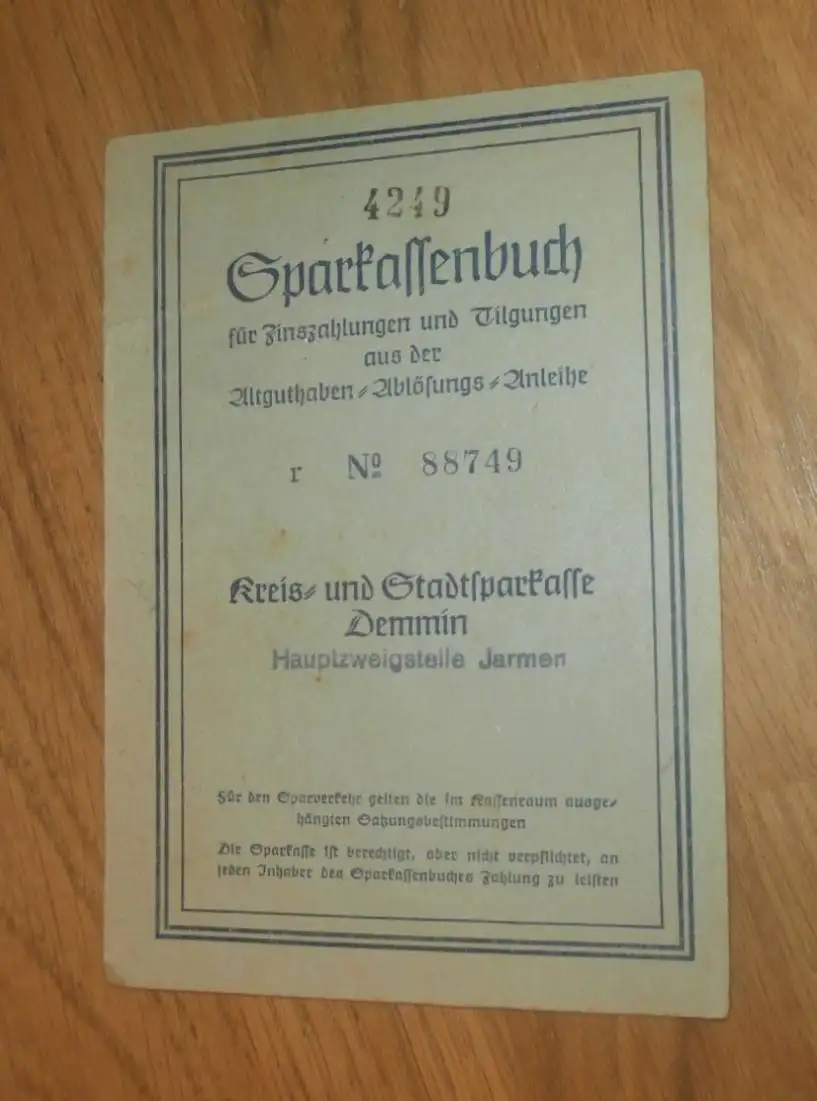 4249
Sparkaſſenbuch
für Zinszahlungen und Tilgungen
aus der
Altguthaben-Ablöſungs-Anleihe
r Nº 88749
Kreis- und Stadtſparkaſſe
Demmin
Hauptzweigstelle Jarmen
Für den Sparverkehr gelten die im Kaſſenraum ausge-
hängten Satzungsbeſtimmungen
Die Sparkaſſe iſt berechtigt, aber nicht verpflichtet, an
jeden Inhaber des Sparkaſſenbuches Zahlung zu leiſten